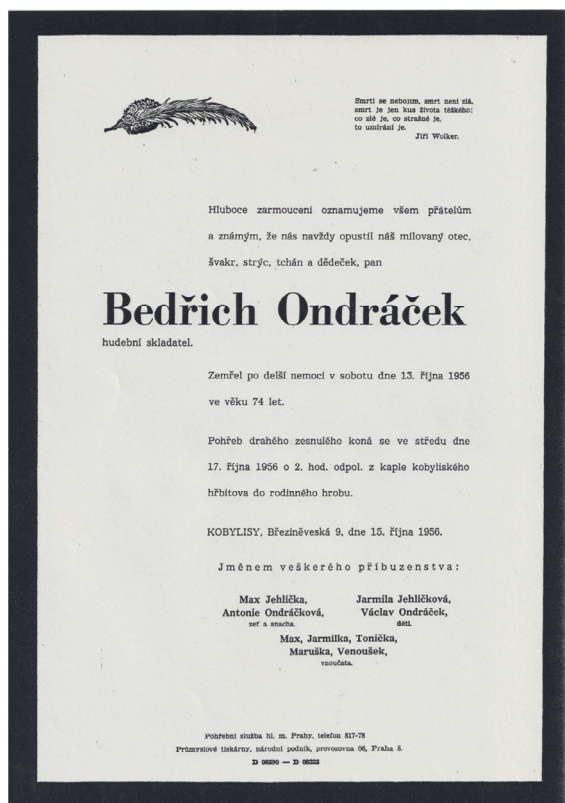 Smrti se nebojím, smrt není zlá,
smrt je jen kus života těžkého;
co zlé je, co strašné je,
to umírání je.
Jiří Wolker.
Hluboce zarmouceni oznamujeme všem přátelům
a známým, že nás navždy opustil náš milovaný otec,
švakr, strýc, tchán a dědeček, pan
Bedřich Ondráček
hudební skladatel.
Zemřel po delší nemoci v sobotu dne 13. října 1956
ve věku 74 let.
Pohřeb drahého zesnulého koná se ve středu dne
17. října 1956 o 2. hod. odpol. z kaple kobyliského
hřbitova do rodinného hrobu.
KOBYLISY, Březiněveská 9, dne 15. října 1956.
Jménem veškerého příbuzenstva:
Max Jehlička, Jarmila Jehličková,
Antonie Ondráčková, Václav Ondráček,
zeť a snacha. děti.
Max, Jarmilka, Tonička,
Maruška, Venoušek,
vnoučata.
Pohřební služba hl. m. Prahy, telefon 817-78
Průmyslové tiskárny, národní podnik, provozovna 06, Praha 8.
D 08290 — D 08322